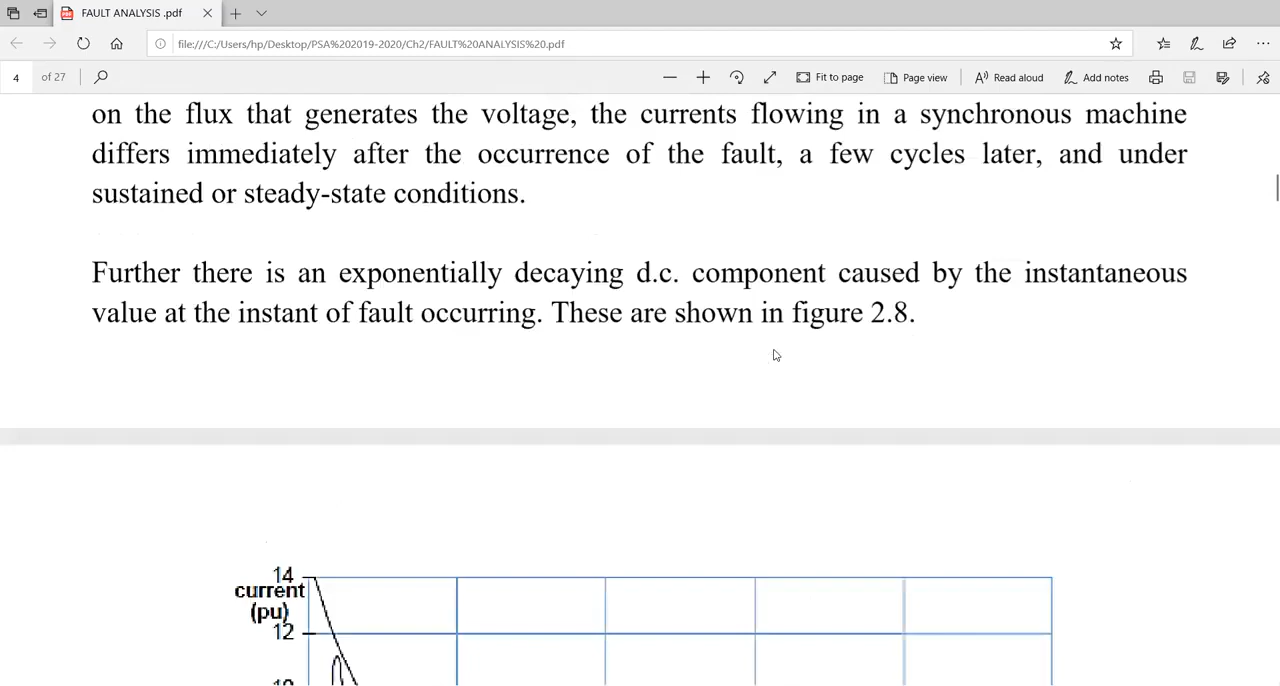 FAULT ANALYSIS .pdf
file:///C:/Users/hp/Desktop/PSA%202019-2020/Ch2/FAULT%20ANALYSIS%20.pdf
4 of 27 Fit to page Page view Read aloud Add notes
on the flux that generates the voltage, the currents flowing in a synchronous machine
differs immediately after the occurrence of the fault, a few cycles later, and under
sustained or steady-state conditions.
Further there is an exponentially decaying d.c. component caused by the instantaneous
value at the instant of fault occurring. These are shown in figure 2.8.
14
current
(pu)
12